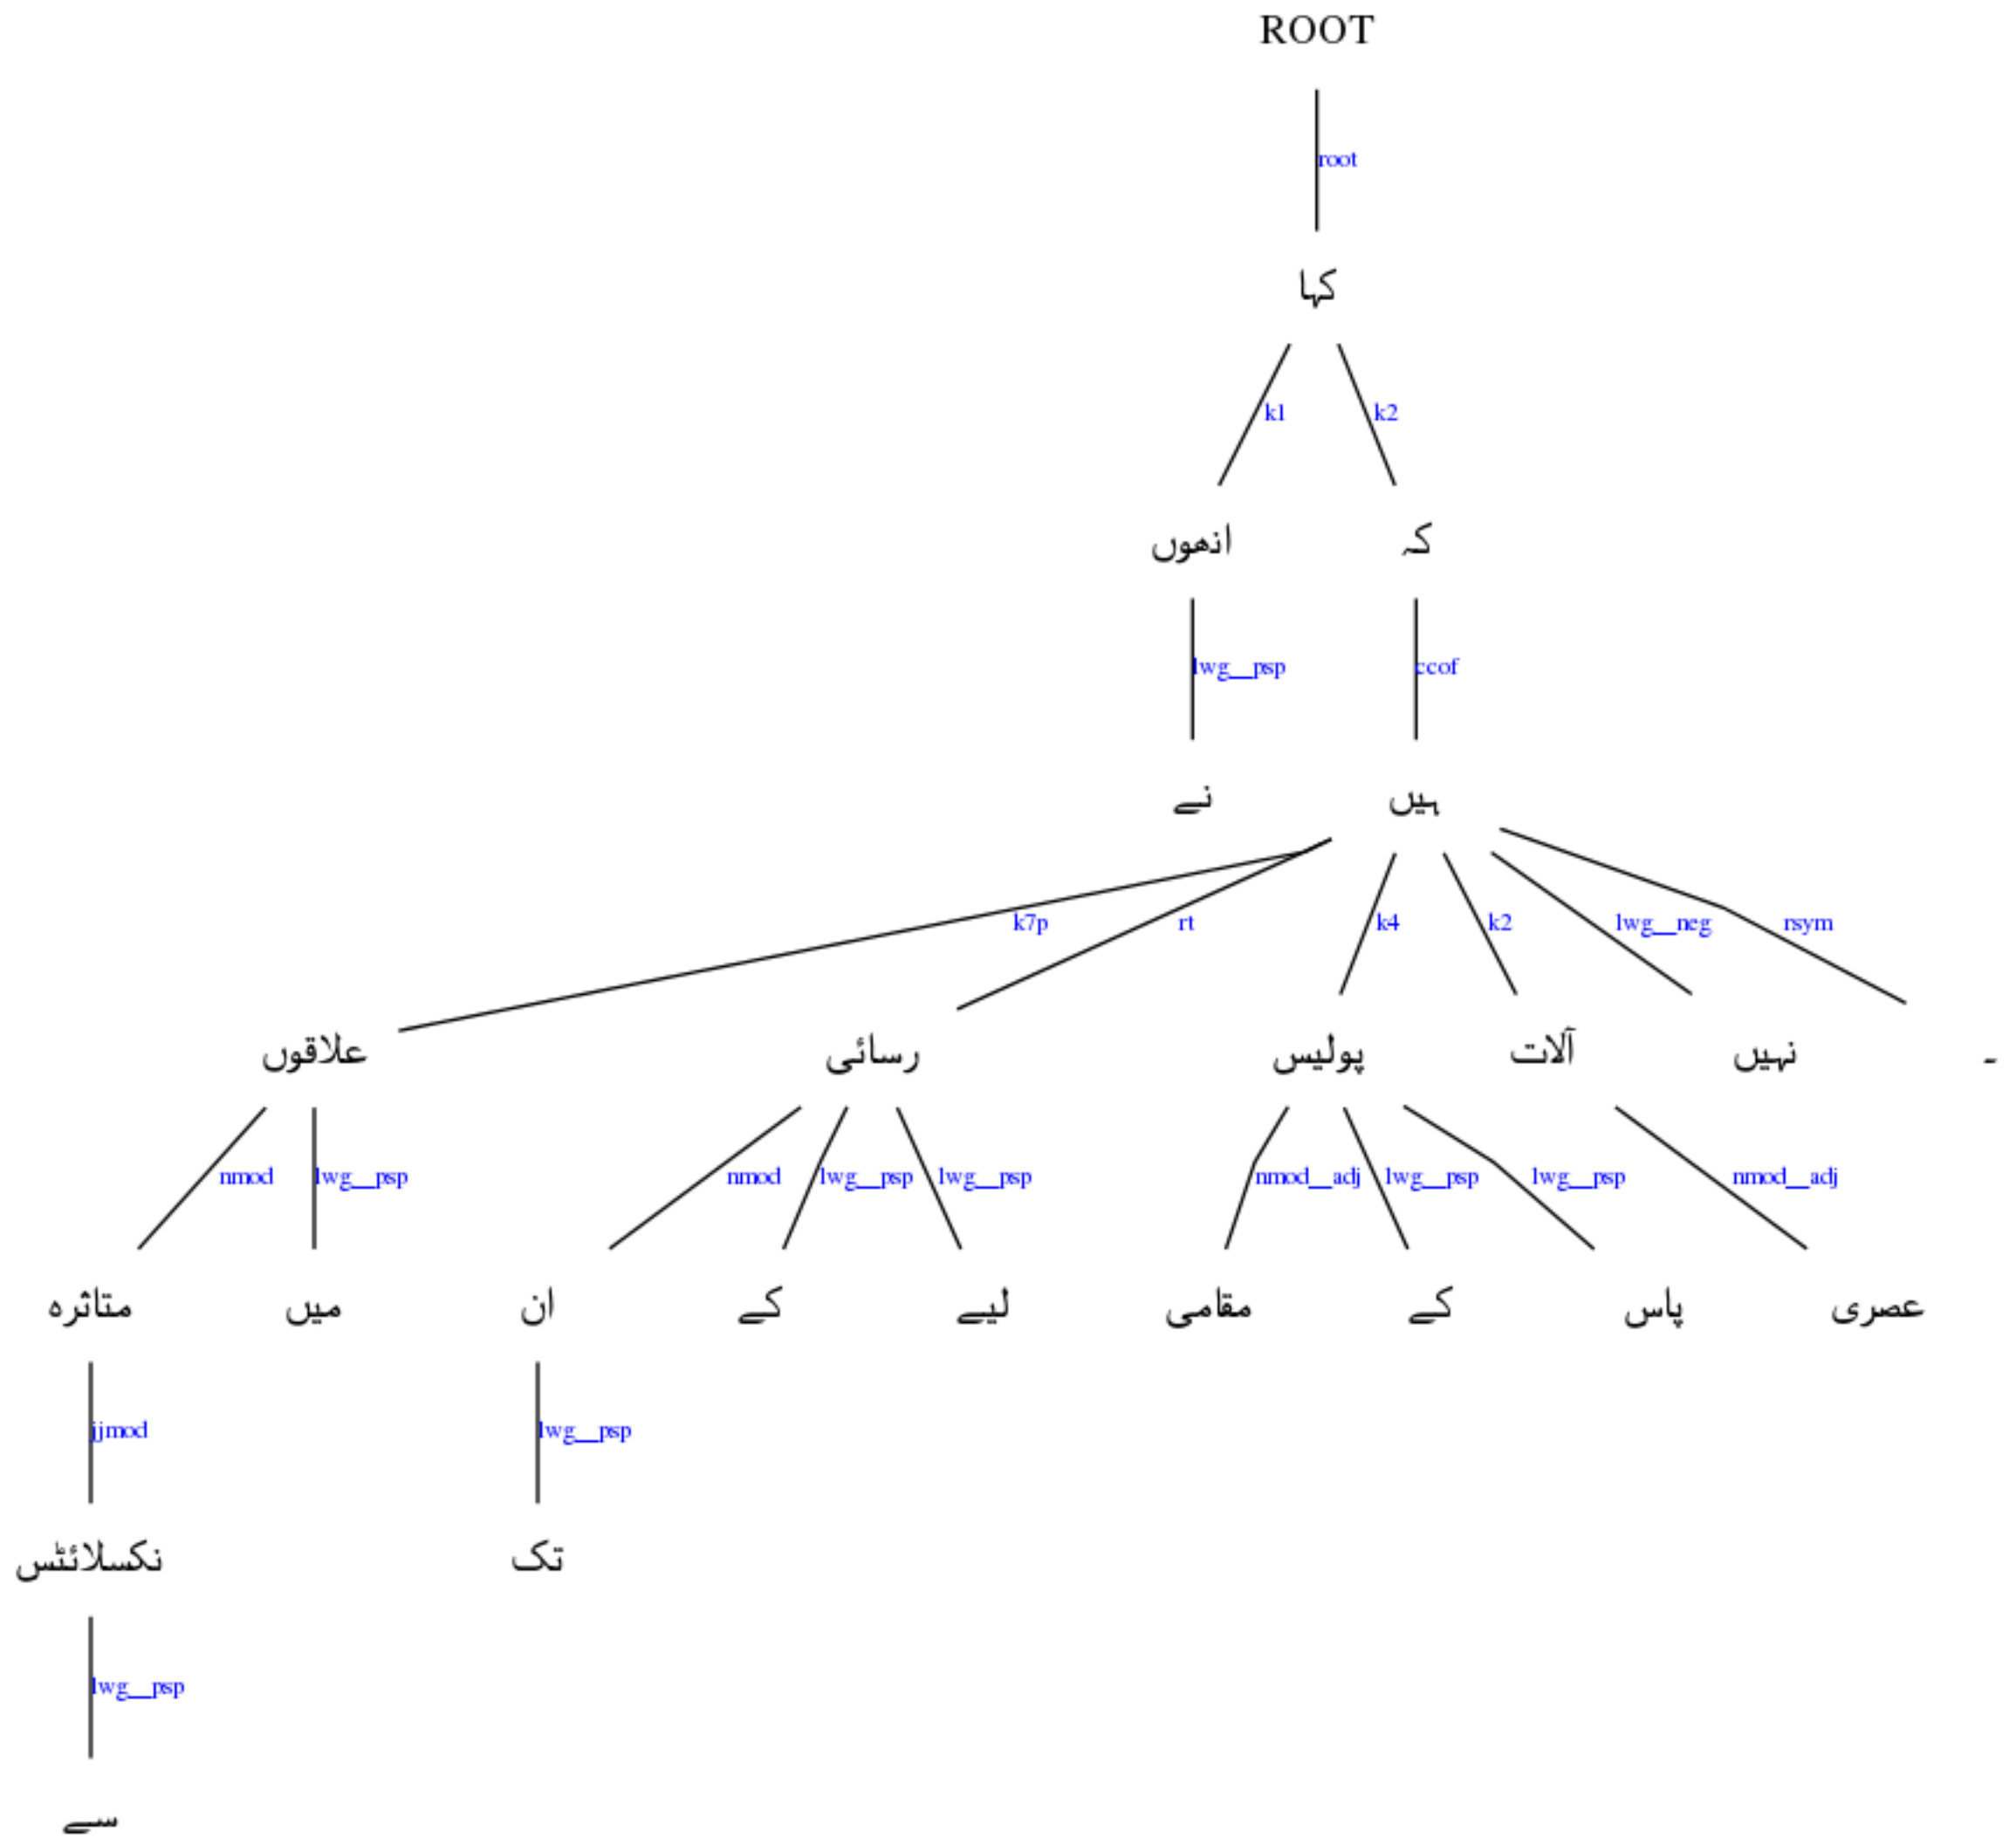 ROOT
root
کہا
k1 k2
انھوں کہ
lwg__psp ccof
نے ہیں
k7p rt k4 k2 lwg__neg rsym
علاقوں رسائی پولیس آلات نہیں ۔
nmod lwg__psp nmod lwg__psp lwg__psp nmod__adj lwg__psp lwg__psp nmod__adj
متاثرہ میں ان کے لیے مقامی کے پاس عصری
jjmod lwg__psp
نکسلائٹس تک
lwg__psp
سے